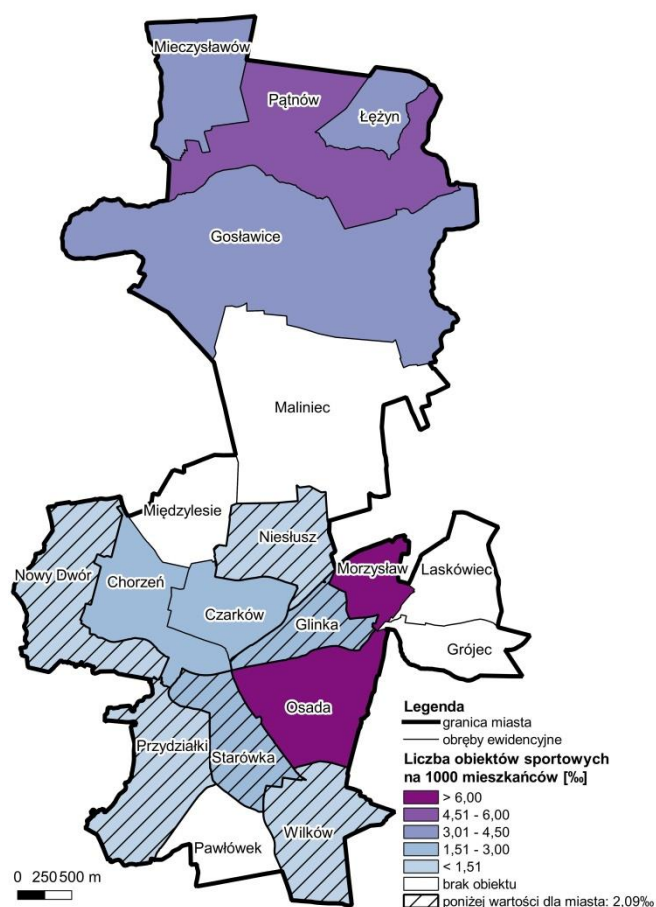 Mieczysławów
Pątnów
Łężyn
Gosławice
Maliniec
Międzylesie
Niesłusz
Nowy Dwór
Chorzeń
Czarków
Morzysław
Laskówiec
Glinka
Grójec
Osada
Przydziałki
Starówka
Pawłówek
Wilków
Legenda
granica miasta
obręby ewidencyjne
Liczba obiektów sportowych
na 1000 mieszkańców [‰]
> 6,00
4,51 - 6,00
3,01 - 4,50
1,51 - 3,00
< 1,51
brak obiektu
poniżej wartości dla miasta: 2,09‰
0 250 500 m